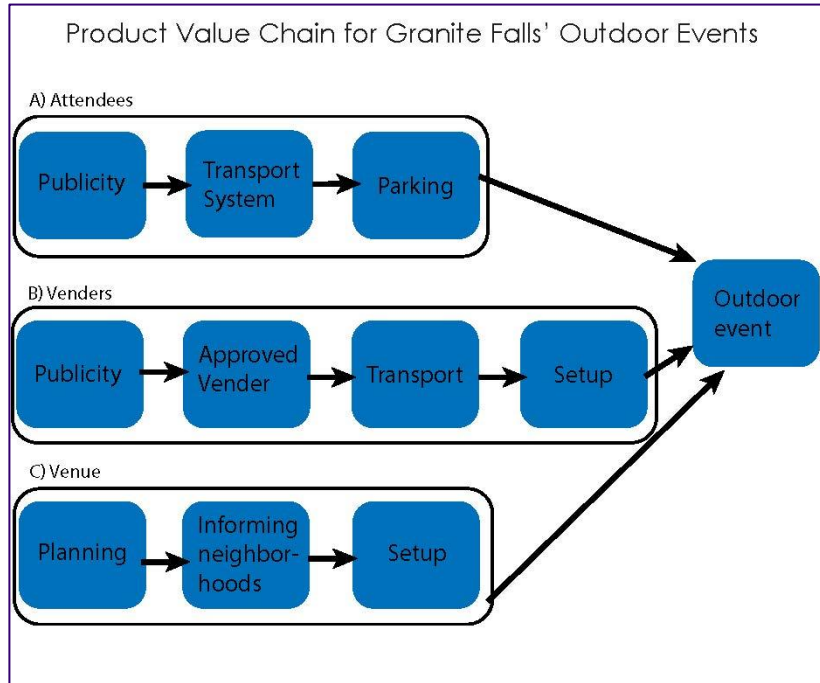 Product Value Chain for Granite Falls' Outdoor Events
A) Attendees
Publicity
Transport
System
Parking
Outdoor
event
B) Venders
Publicity
Approved
Vender
Transport
Setup
C) Venue
Planning
Informing
neighbor-
hoods
Setup